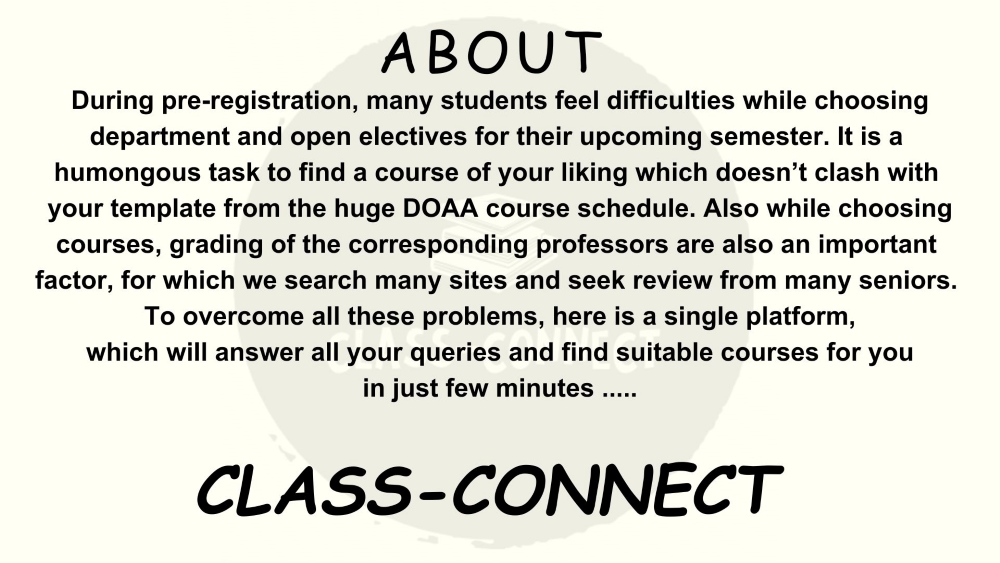 ABOUT
During pre-registration, many students feel difficulties while choosing
department and open electives for their upcoming semester. It is a
humongous task to find a course of your liking which doesn’t clash with
your template from the huge DOAA course schedule. Also while choosing
courses, grading of the corresponding professors are also an important
factor, for which we search many sites and seek review from many seniors.
To overcome all these problems, here is a single platform,
which will answer all your queries and find suitable courses for you
in just few minutes .....
CLASS-CONNECT
CLASS-CONNECT